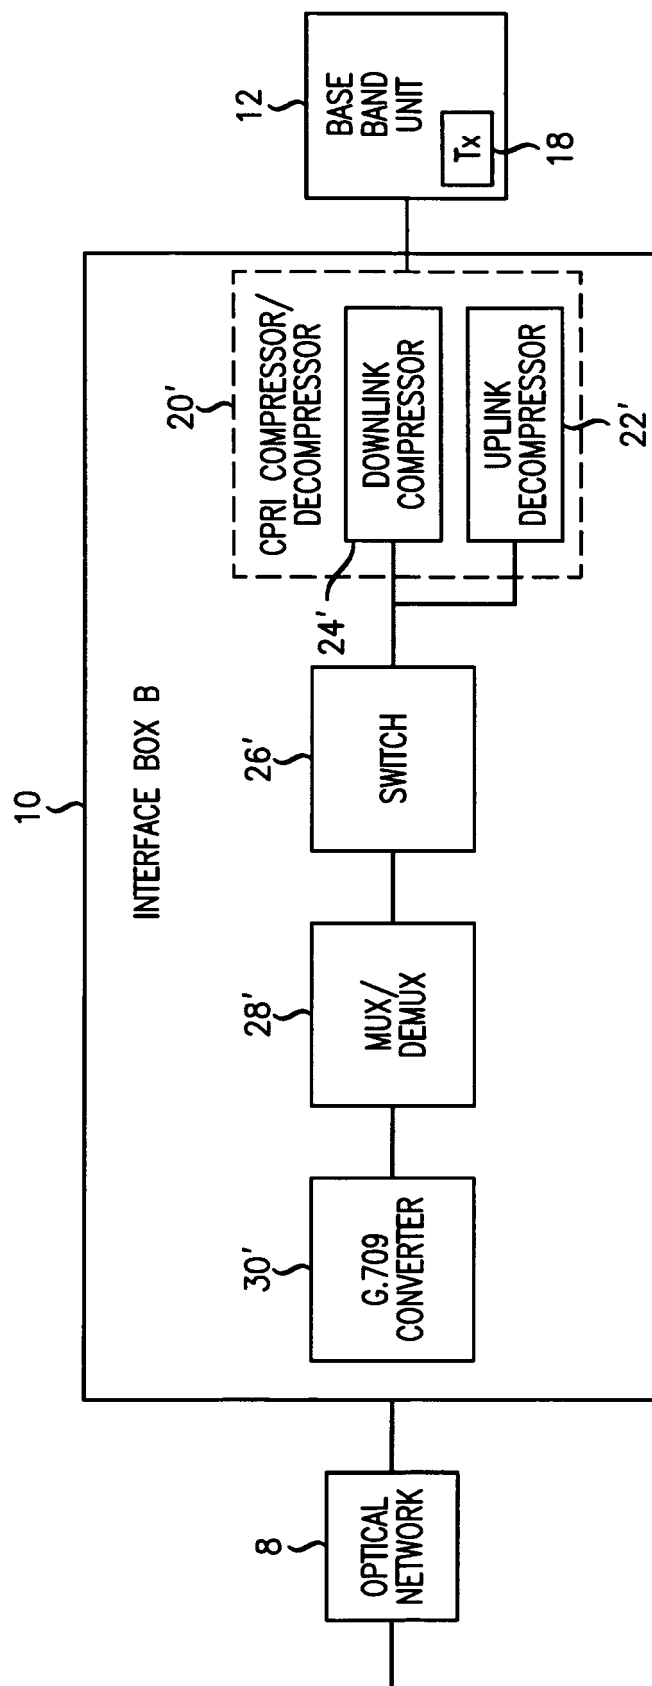 10
INTERFACE BOX B
8
OPTICAL
NETWORK
30'
G.709
CONVERTER
28'
MUX/
DEMUX
26'
SWITCH
20'
CPRI COMPRESSOR/
DECOMPRESSOR
24'
DOWNLINK
COMPRESSOR
UPLINK
DECOMPRESSOR
22'
12
BASE
BAND
UNIT
Tx
18